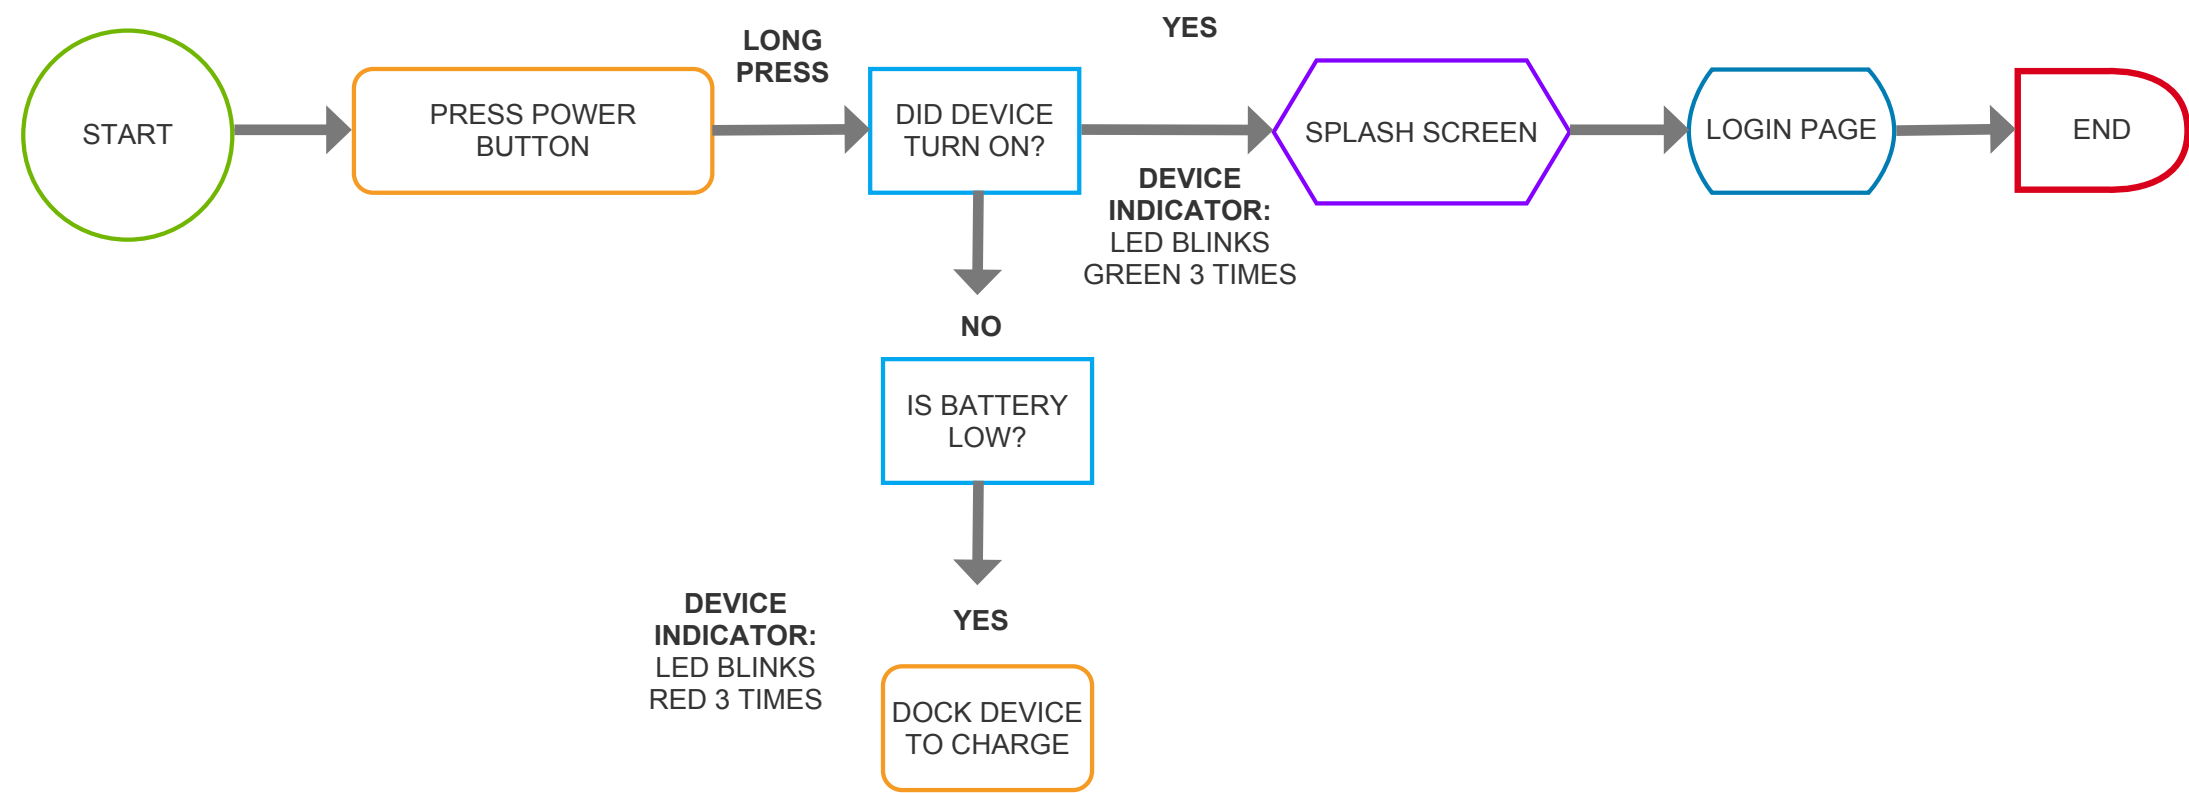 START
PRESS POWER
BUTTON
LONG
PRESS
DID DEVICE
TURN ON?
YES
DEVICE
INDICATOR:
LED BLINKS
GREEN 3 TIMES
SPLASH SCREEN
LOGIN PAGE
END
NO
IS BATTERY
LOW?
DEVICE
INDICATOR:
LED BLINKS
RED 3 TIMES
YES
DOCK DEVICE
TO CHARGE